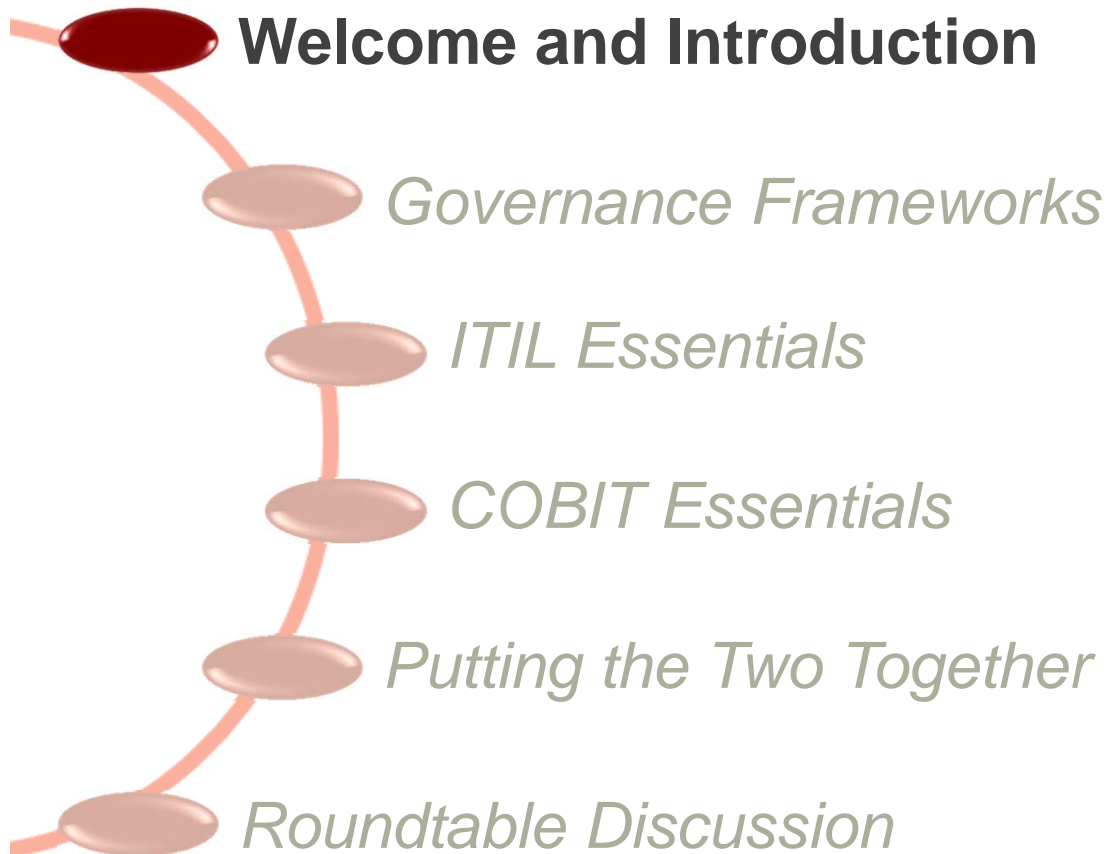 Welcome and Introduction
Governance Frameworks
ITIL Essentials
COBIT Essentials
Putting the Two Together
Roundtable Discussion